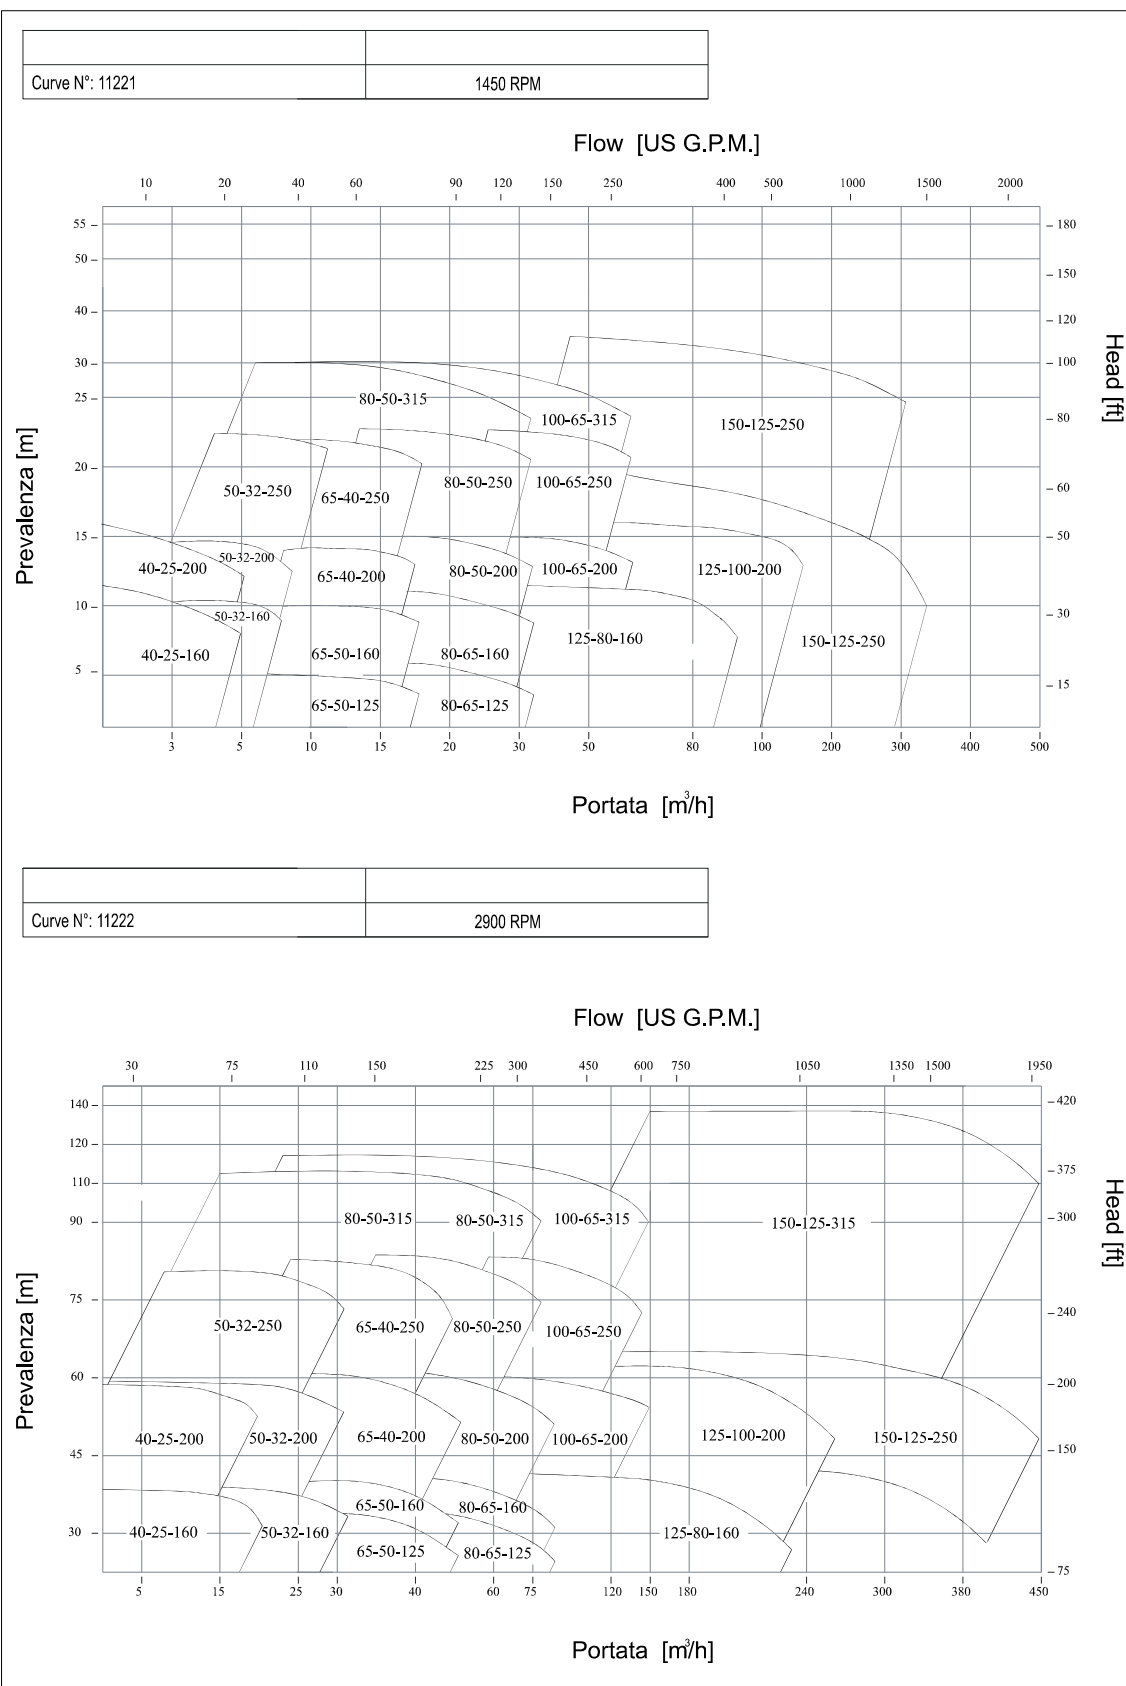 Curve N°: 11221 1450 RPM
Flow [US G.P.M.]
10 20 40 60 90 120 150 250 400 500 1000 1500 2000
55 50 40 30 25 20 15 10 5
180 150 120 100 80 60 50 30 15
Prevalenza [m]
Head [ft]
80-50-315
100-65-315
150-125-250
50-32-250
65-40-250
80-50-250
100-65-250
40-25-200
50-32-200
65-40-200
80-50-200
100-65-200
125-100-200
40-25-160
50-32-160
65-50-160
80-65-160
125-80-160
150-125-250
65-50-125
80-65-125
3 5 10 15 20 30 50 80 100 200 300 400 500
Portata [m³/h]
Curve N°: 11222 2900 RPM
Flow [US G.P.M.]
30 75 110 150 225 300 450 600 750 1050 1350 1500 1950
140 120 110 90 75 60 45 30
420 375 300 240 200 150 75
Prevalenza [m]
Head [ft]
80-50-315
80-50-315
100-65-315
150-125-315
50-32-250
65-40-250
80-50-250
100-65-250
40-25-200
50-32-200
65-40-200
80-50-200
100-65-200
125-100-200
150-125-250
40-25-160
50-32-160
65-50-160
80-65-160
125-80-160
65-50-125
80-65-125
5 15 25 30 40 60 75 120 150 180 240 300 380 450
Portata [m³/h]